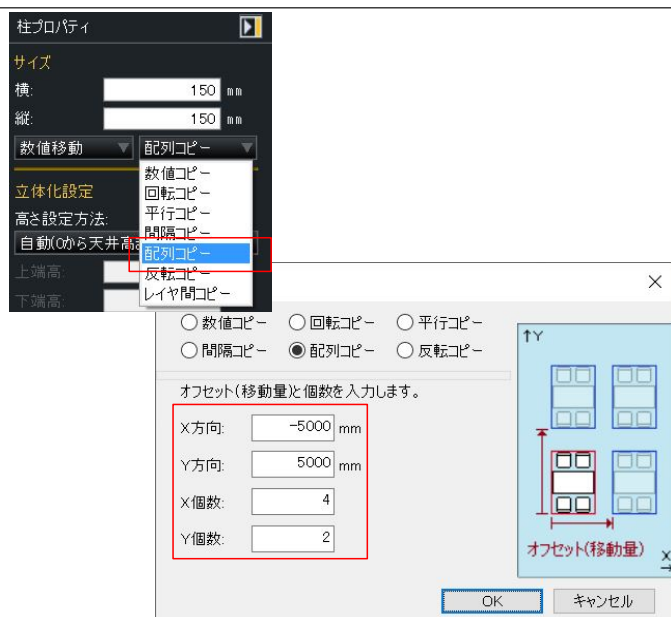 柱プロパティ
サイズ
横: 150 mm
縦: 150 mm
数値移動 配列コピー
数値コピー
回転コピー
平行コピー
間隔コピー
配列コピー
反転コピー
レイヤ間コピー
立体化設定
高さ設定方法:
自動(0から天井高
上端高:
下端高:
○数値コピー ○回転コピー ○平行コピー
○間隔コピー ◉配列コピー ○反転コピー
オフセット(移動量)と個数を入力します。
X方向: -5000 mm
Y方向: 5000 mm
X個数: 4
Y個数: 2
↑Y
オフセット(移動量)
X
→
OK キャンセル